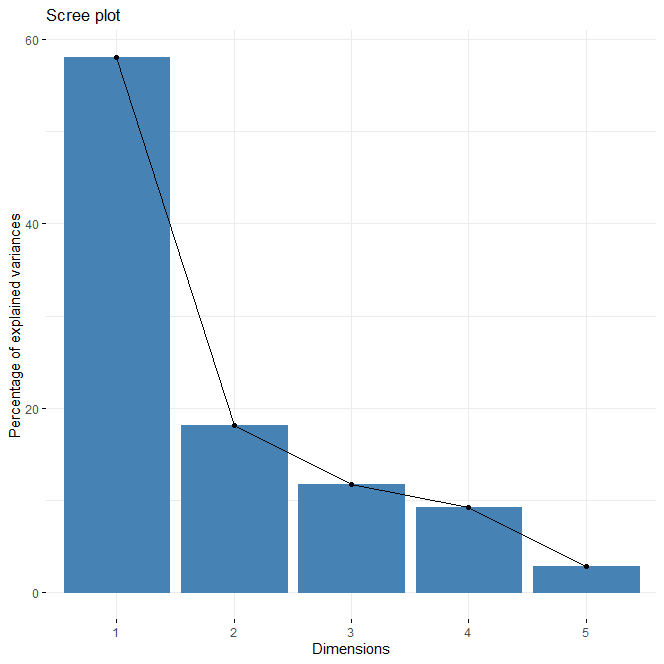 Scree plot
60
40
20
0
Percentage of explained variances
1 2 3 4 5
Dimensions